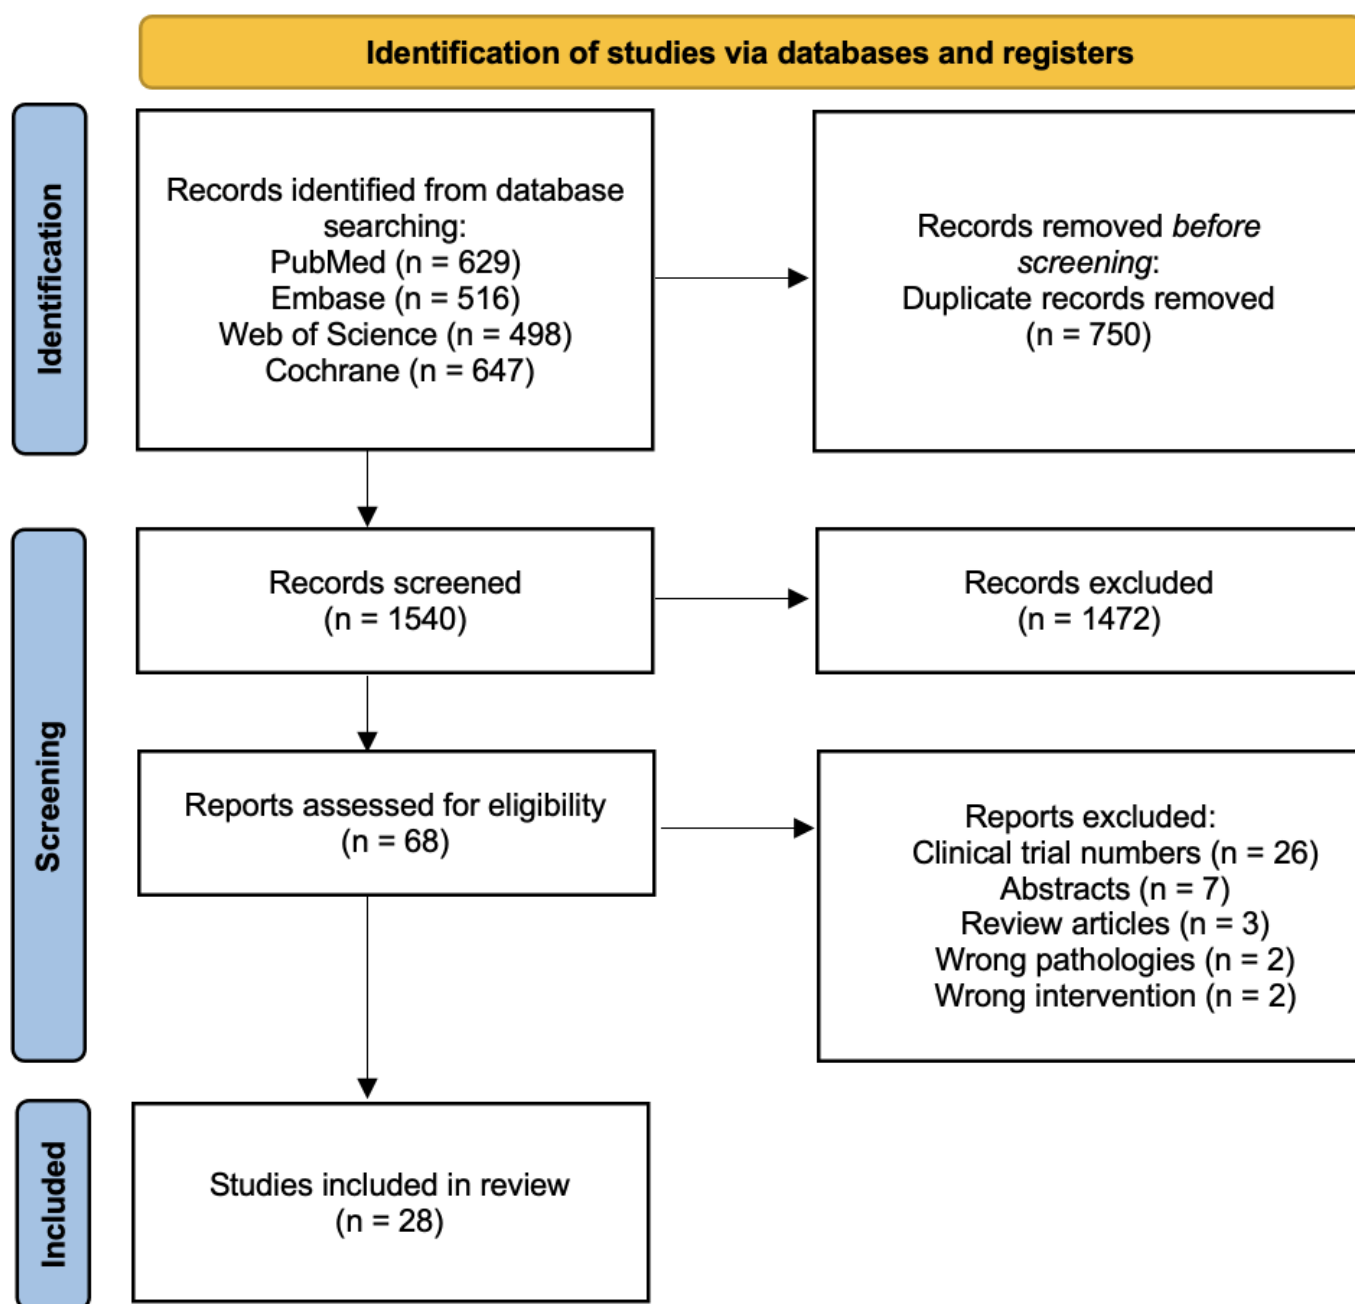 Identification of studies via databases and registers
Identification
Records identified from database
searching:
PubMed (n = 629)
Embase (n = 516)
Web of Science (n = 498)
Cochrane (n = 647)
Records removed before
screening:
Duplicate records removed
(n = 750)
Screening
Records screened
(n = 1540)
Records excluded
(n = 1472)
Reports assessed for eligibility
(n = 68)
Reports excluded:
Clinical trial numbers (n = 26)
Abstracts (n = 7)
Review articles (n = 3)
Wrong pathologies (n = 2)
Wrong intervention (n = 2)
Included
Studies included in review
(n = 28)